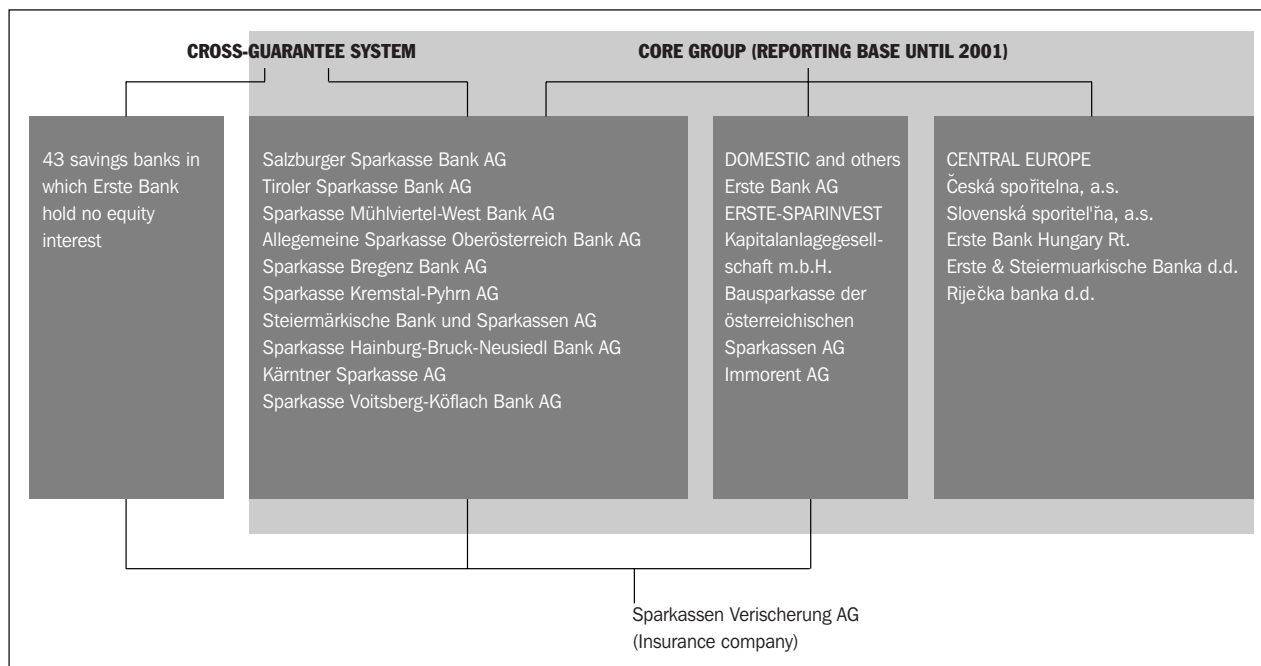 CROSS-GUARANTEE SYSTEM
CORE GROUP (REPORTING BASE UNTIL 2001)
43 savings banks in
which Erste Bank
hold no equity
interest
Salzburger Sparkasse Bank AG
Tiroler Sparkasse Bank AG
Sparkasse Mühlviertel-West Bank AG
Allegemeine Sparkasse Oberösterreich Bank AG
Sparkasse Bregenz Bank AG
Sparkasse Kremstal-Pyhrn AG
Steiermärkische Bank und Sparkassen AG
Sparkasse Hainburg-Bruck-Neusiedl Bank AG
Kärntner Sparkasse AG
Sparkasse Voitsberg-Köflach Bank AG
DOMESTIC and others
Erste Bank AG
ERSTE-SPARINVEST
Kapitalanlagegesell-
schaft m.b.H.
Bausparkasse der
österreichischen
Sparkassen AG
Immorent AG
CENTRAL EUROPE
Česká spořitelna, a.s.
Slovenská sporitel'ňa, a.s.
Erste Bank Hungary Rt.
Erste & Steiermuarkische Banka d.d.
Riječka banka d.d.
Sparkassen Verischerung AG
(Insurance company)